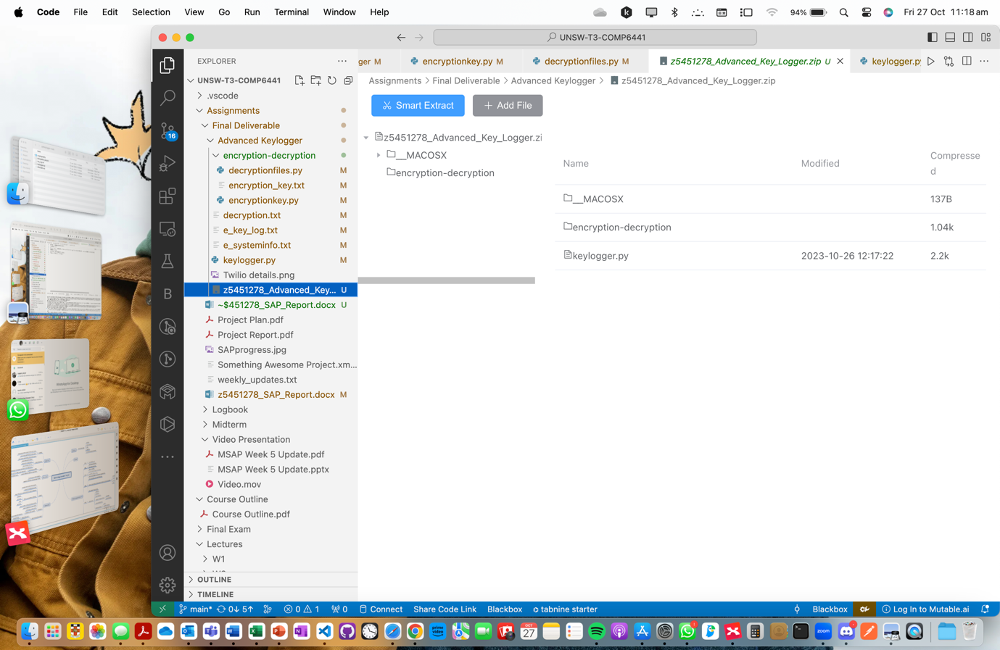 Code File Edit Selection View Go Run Terminal Window Help
94% Fri 27 Oct 11:18 am
UNSW-T3-COMP6441
EXPLORER
ger M encryptionkey.py M decryptionfiles.py M z5451278_Advanced_Key_Logger.zip U keylogger.py
Assignments > Final Deliverable > Advanced Keylogger > z5451278_Advanced_Key_Logger.zip
UNSW-T3-COMP6441
.vscode
Assignments
Final Deliverable
Advanced Keylogger
encryption-decryption
decryptionfiles.py M
encryption_key.txt M
encryptionkey.py M
decryption.txt M
e_key_log.txt M
e_systeminfo.txt M
keylogger.py M
Twilio details.png
z5451278_Advanced_Key... U
~$451278_SAP_Report.docx U
Project Plan.pdf
Project Report.pdf
SAPprogress.jpg
Something Awesome Project.xm...
weekly_updates.txt
z5451278_SAP_Report.docx M
Logbook
Midterm
Video Presentation
MSAP Week 5 Update.pdf
MSAP Week 5 Update.pptx
Video.mov
Course Outline
Course Outline.pdf
Final Exam
Lectures
W1
OUTLINE
TIMELINE
16
B
Smart Extract
+ Add File
z5451278_Advanced_Key_Logger.zi
__MACOSX
encryption-decryption
Name Modified Compresse
d
__MACOSX 137B
encryption-decryption 1.04k
keylogger.py 2023-10-26 12:17:22 2.2k
main* 0↓ 5↑ 0 1 0 Connect Share Code Link Blackbox tabnine starter Blackbox Log In to Mutable.ai
OCT
27
zoom